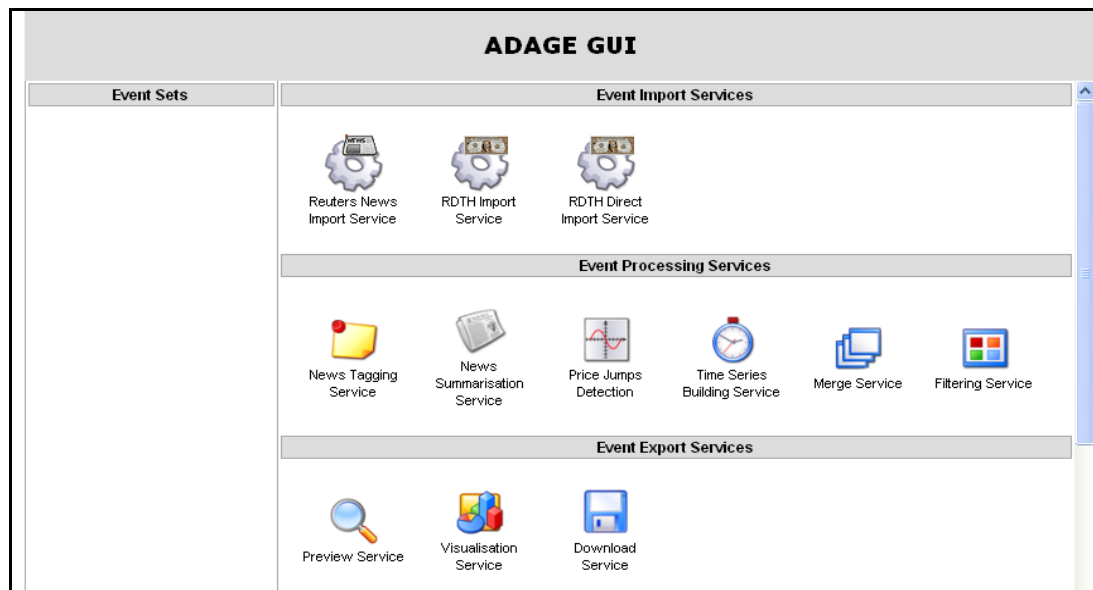 ADAGE GUI
Event Sets
Event Import Services
NEWS
Reuters News
Import Service
RDTH Import
Service
RDTH Direct
Import Service
Event Processing Services
News Tagging
Service
News
Summarisation
Service
Price Jumps
Detection
Time Series
Building Service
Merge Service
Filtering Service
Event Export Services
Preview Service
Visualisation
Service
Download
Service